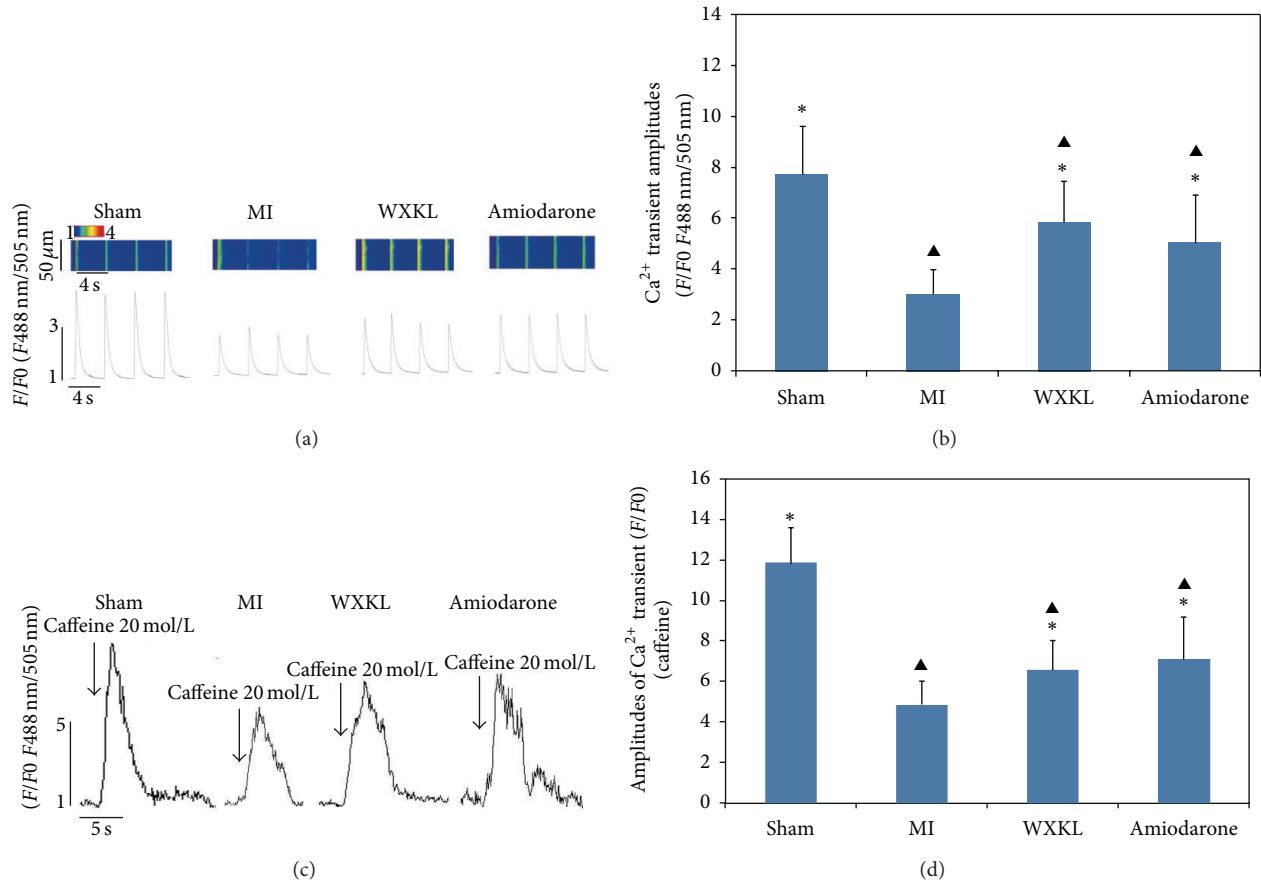 Sham
MI
WXKL
Amiodarone
1 4
50 μm
4 s
F/F0 (F488 nm/505 nm)
3
1
4 s
(a)
Ca²⁺ transient amplitudes
(F/F0 F488 nm/505 nm)
14
12
10
8
6
4
2
0
*
▲
▲
*
▲
*
Sham
MI
WXKL
Amiodarone
(b)
Sham
MI
WXKL
Amiodarone
Caffeine 20 mol/L
Caffeine 20 mol/L
Caffeine 20 mol/L
Caffeine 20 mol/L
(F/F0 F488 nm/505 nm)
5
1
5 s
(c)
Amplitudes of Ca²⁺ transient (F/F0)
(caffeine)
16
14
12
10
8
6
4
2
0
*
▲
▲
*
▲
*
Sham
MI
WXKL
Amiodarone
(d)